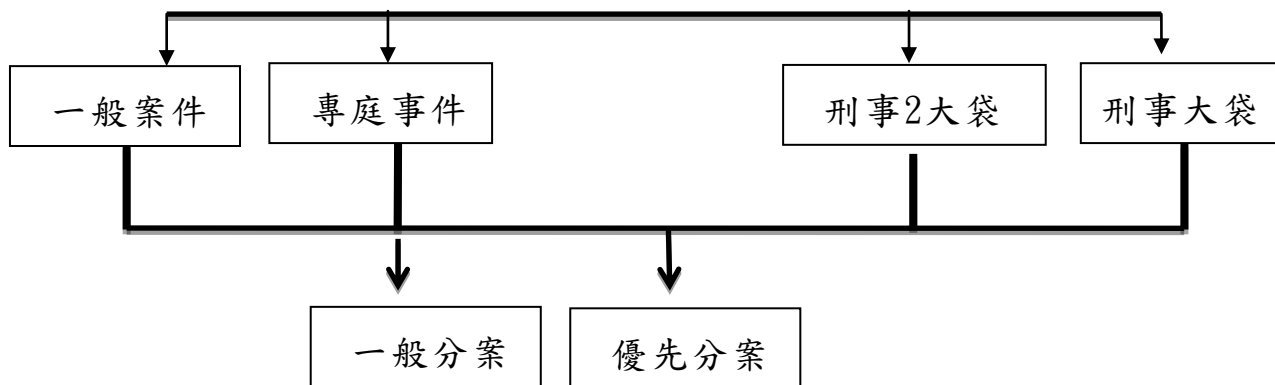 一般案件
專庭事件
刑事2大袋
刑事大袋
一般分案
優先分案